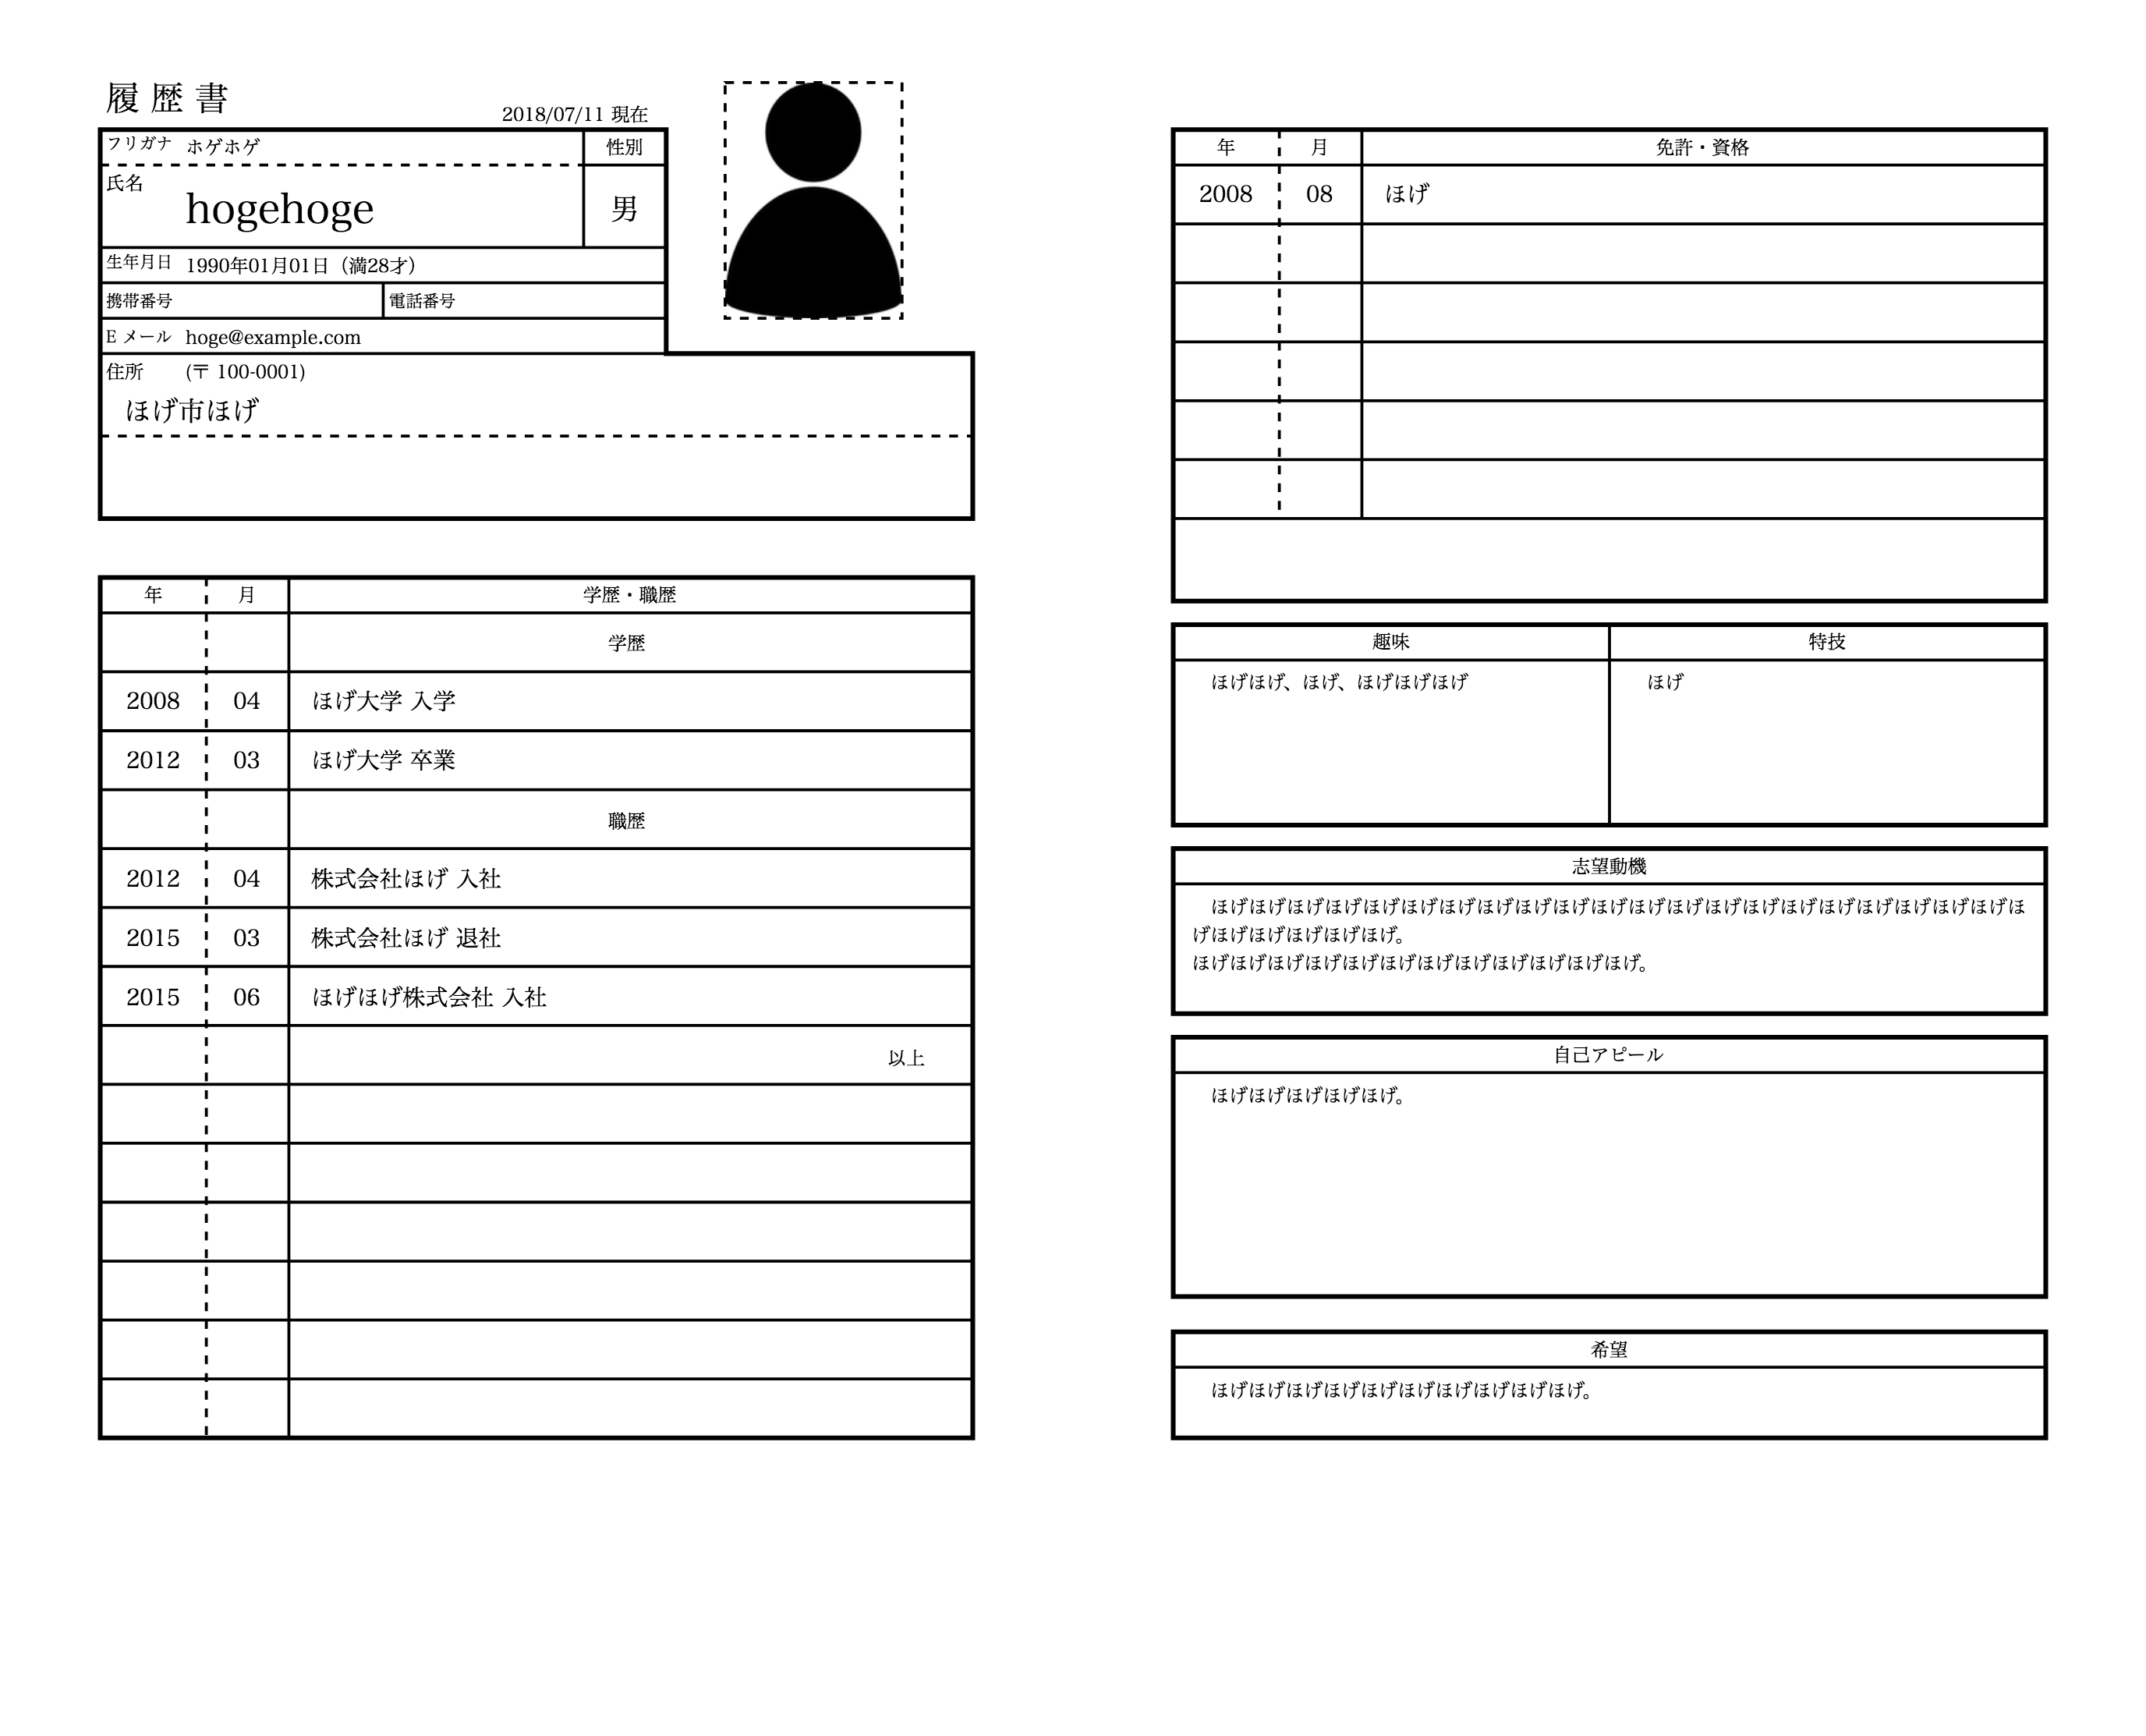 履歴書
2018/07/11 現在
フリガナ ホゲホゲ
性別
氏名
hogehoge
男
生年月日 1990年01月01日（満28才）
携帯番号
電話番号
E メール hoge@example.com
住所 (〒 100-0001)
ほげ市ほげ
年 月 学歴・職歴
学歴
2008 04 ほげ大学 入学
2012 03 ほげ大学 卒業
職歴
2012 04 株式会社ほげ 入社
2015 03 株式会社ほげ 退社
2015 06 ほげほげ株式会社 入社
以上
年 月 免許・資格
2008 08 ほげ
趣味
特技
ほげほげ、ほげ、ほげほげほげ
ほげ
志望動機
ほげほげほげほげほげほげほげほげほげほげほげほげほげほげほげほげほげほげほげほげほげほ
げほげほげほげほげほげ。
ほげほげほげほげほげほげほげほげほげほげほげほげ。
自己アピール
ほげほげほげほげほげ。
希望
ほげほげほげほげほげほげほげほげほげほげ。